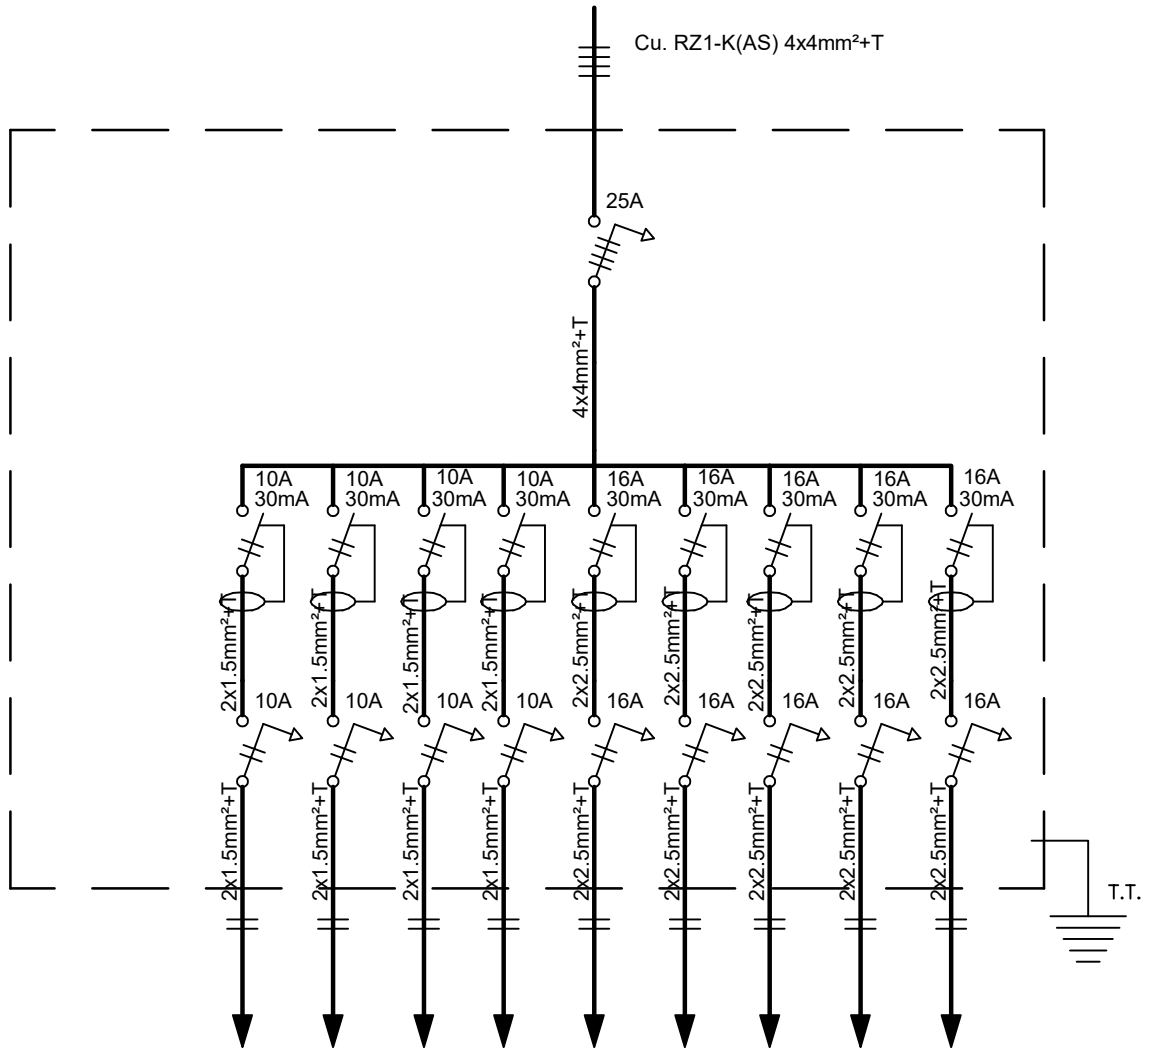 Cu. RZ1-K(AS) 4x4mm²+T
25A
4x4mm²+T
10A 10A 10A 10A 16A 16A 16A 16A 16A
30mA 30mA 30mA 30mA 30mA 30mA 30mA 30mA 30mA
2x1.5mm²+T 2x1.5mm²+T 2x1.5mm²+T 2x1.5mm²+T 2x2.5mm²+T 2x2.5mm²+T 2x2.5mm²+T 2x2.5mm²+T 2x2.5mm²+T
10A 10A 10A 10A 16A 16A 16A 16A 16A
2x1.5mm²+T 2x1.5mm²+T 2x1.5mm²+T 2x1.5mm²+T 2x2.5mm²+T 2x2.5mm²+T 2x2.5mm²+T 2x2.5mm²+T 2x2.5mm²+T
T.T.